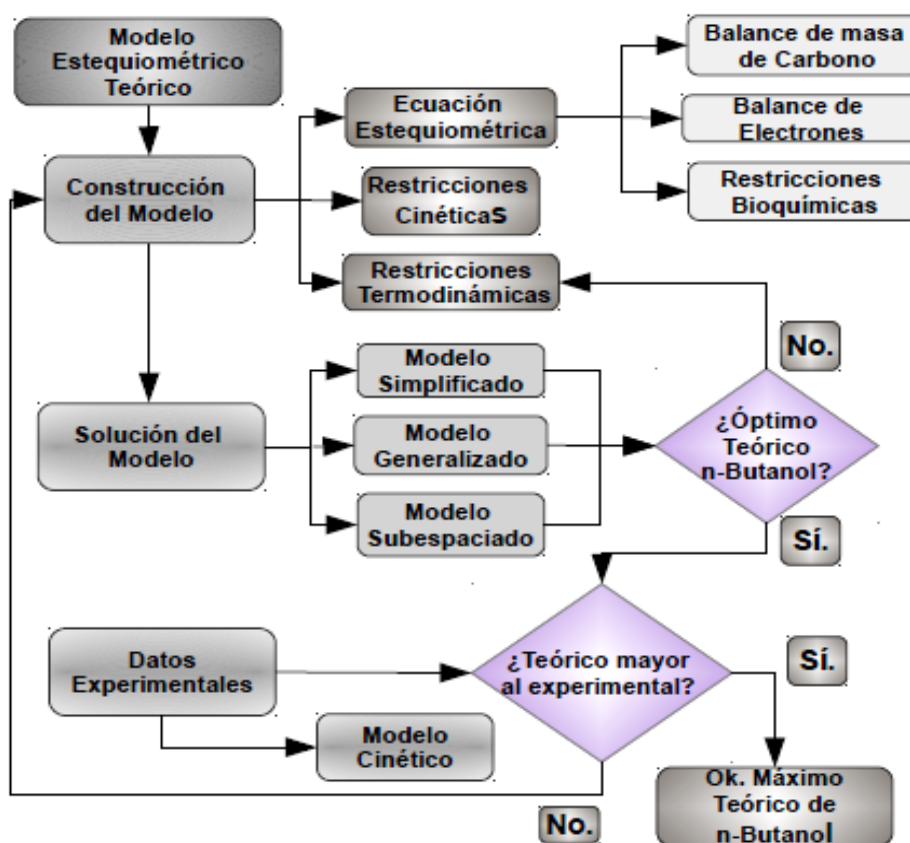 Modelo
Estequiométrico
Teórico
Ecuación
Estequiométrica
Balance de masa
de Carbono
Balance de
Electrones
Restricciones
Bioquímicas
Construcción
del Modelo
Restricciones
Cinéticas
Restricciones
Termodinámicas
No.
Solución del
Modelo
Modelo
Simplificado
Modelo
Generalizado
Modelo
Subespaciado
¿Óptimo
Teórico
n-Butanol?
Sí.
Datos
Experimentales
¿Teórico mayor
al experimental?
Sí.
Modelo
Cinético
No.
Ok. Máximo
Teórico de
n-Butanol